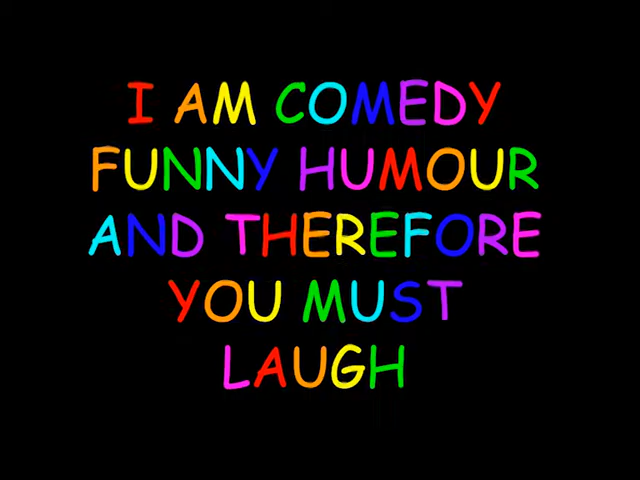 I AM COMEDY
FUNNY HUMOUR
AND THEREFORE
YOU MUST
LAUGH